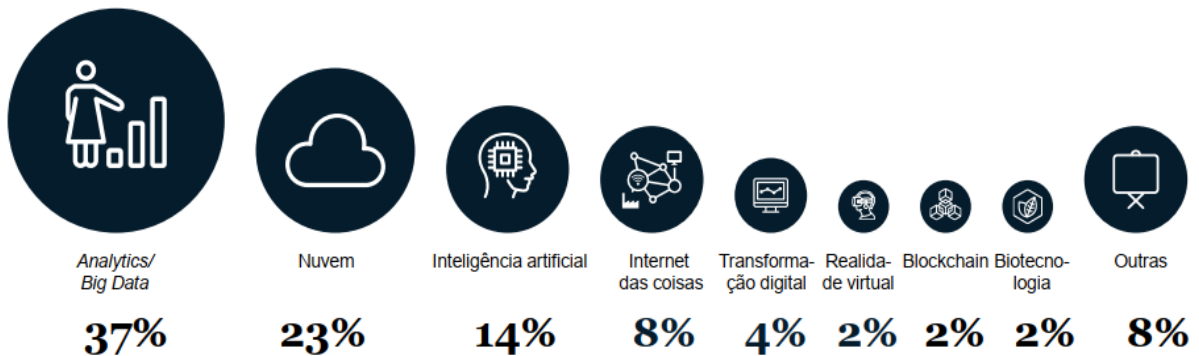 Analytics/
Big Data
37%
Nuvem
23%
Inteligência artificial
14%
Internet
das coisas
8%
Transforma-
ção digital
4%
Realida-
de virtual
2%
Blockchain
2%
Biotecno-
logia
2%
Outras
8%